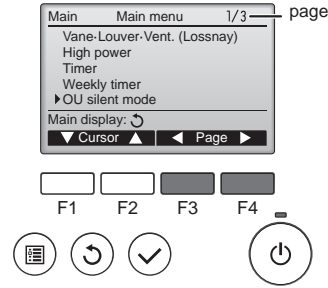 Main Main menu 1/3 page
Vane·Louver·Vent. (Lossnay)
High power
Timer
Weekly timer
OU silent mode
Main display:
Cursor Page
F1 F2 F3 F4